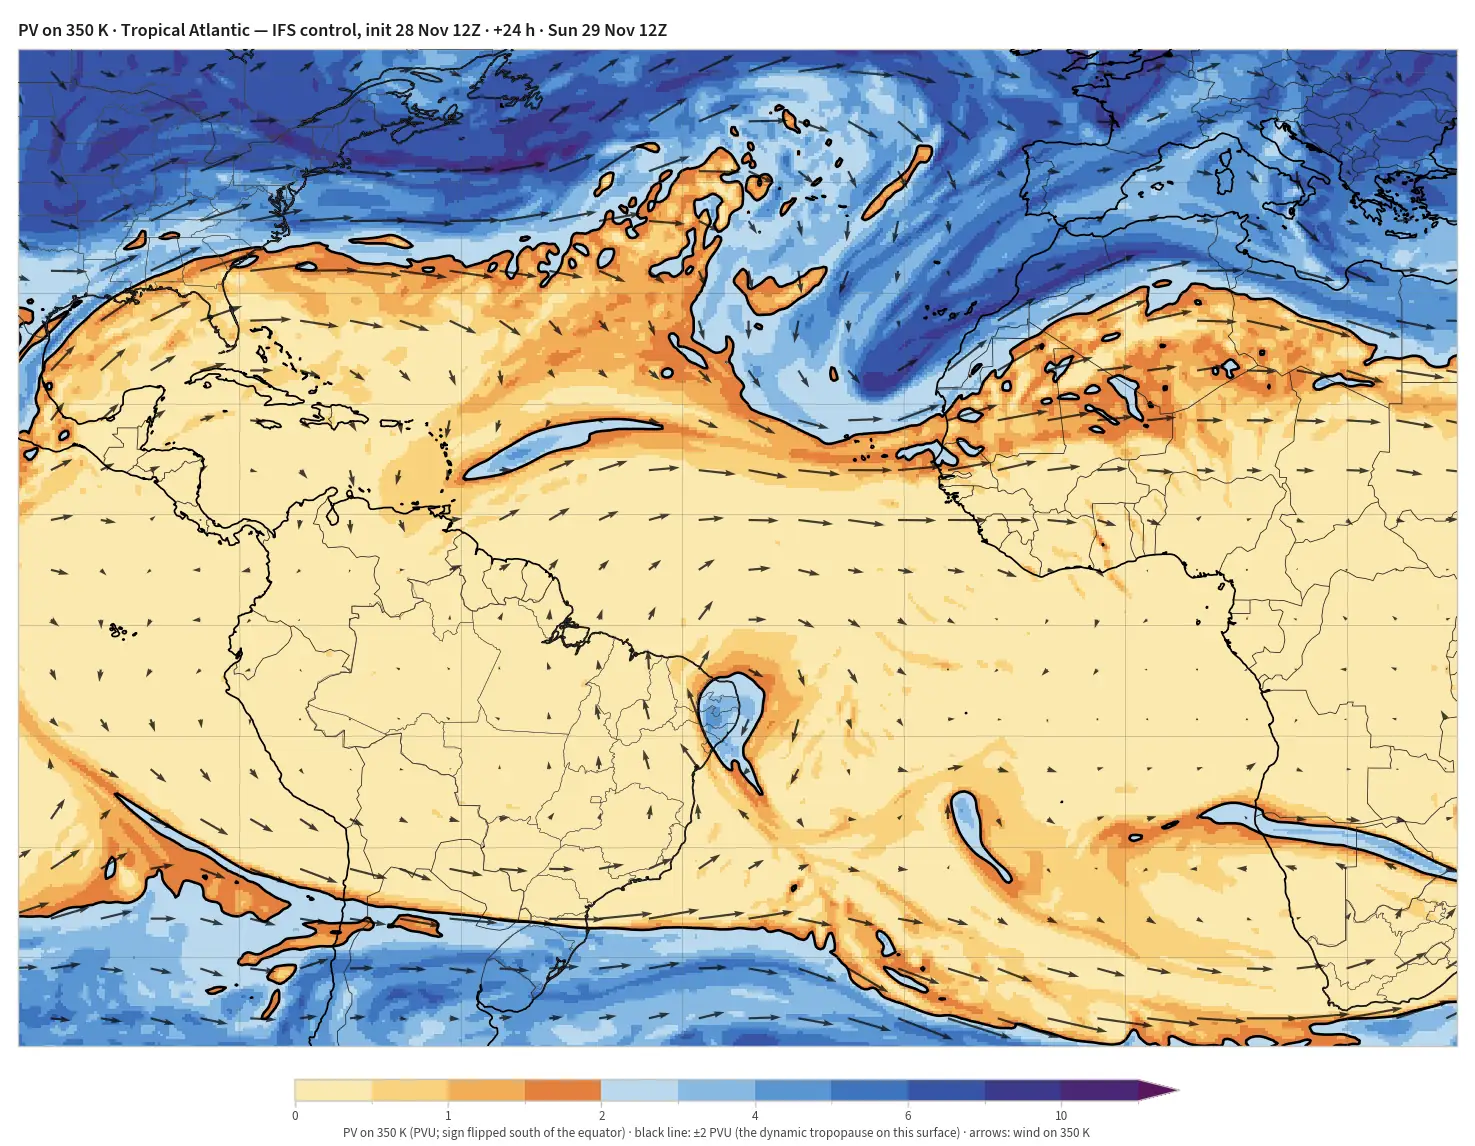 PV on 350 K · Tropical Atlantic — IFS control, init 28 Nov 12Z · +24 h · Sun 29 Nov 12Z
0 1 2 4 6 8 10
PV on 350 K (PVU; sign flipped south of the equator) · black line: ±2 PVU (the dynamic tropopause on this surface) · arrows: wind on 350 K